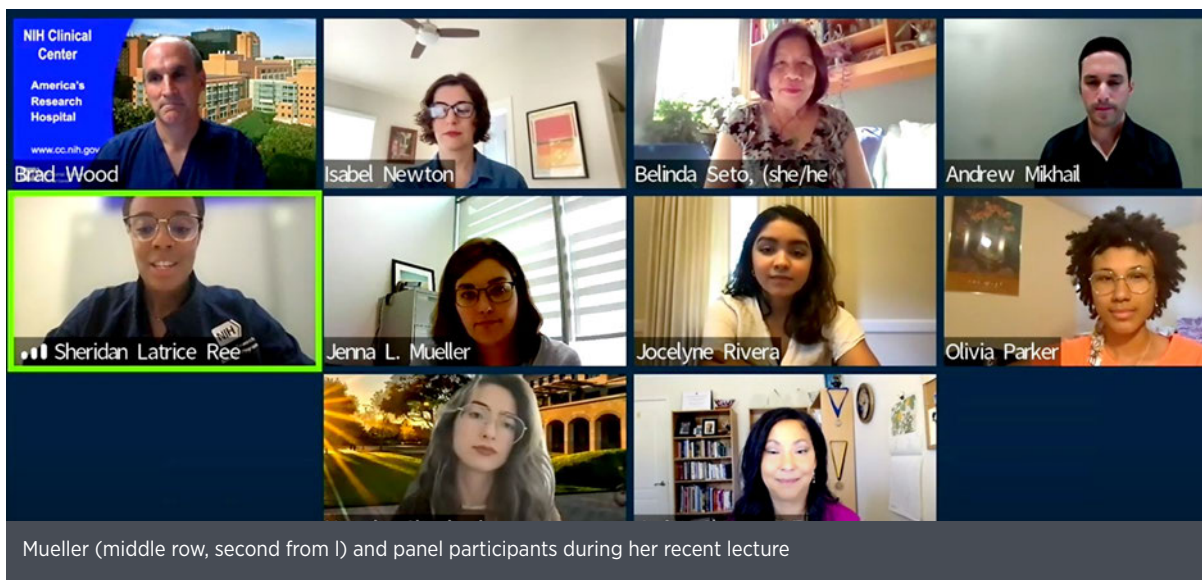 NIH Clinical
Center
America's
Research
Hospital
www.cc.nih.gov
Brad Wood
Isabel Newton
Belinda Seto, (she/he
Andrew Mikhail
NIH
Sheridan Latrice Ree
Jenna L. Mueller
Jocelyne Rivera
Olivia Parker
Mueller (middle row, second from l) and panel participants during her recent lecture